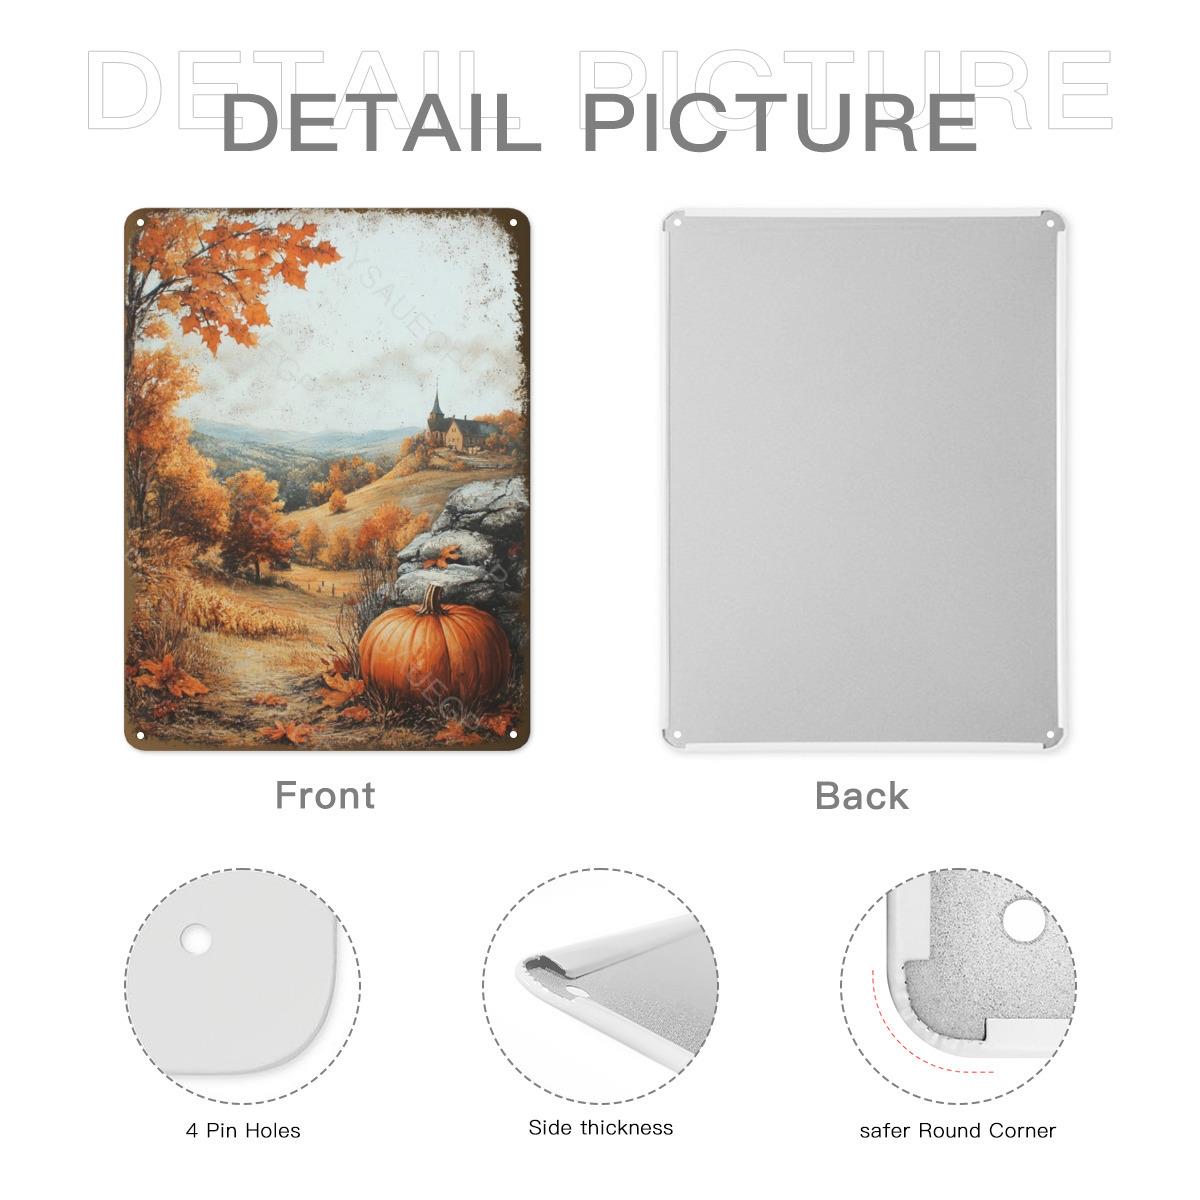 DETAIL PICTURE
DETAIL PICTURE
Front
Back
4 Pin Holes
Side thickness
safer Round Corner